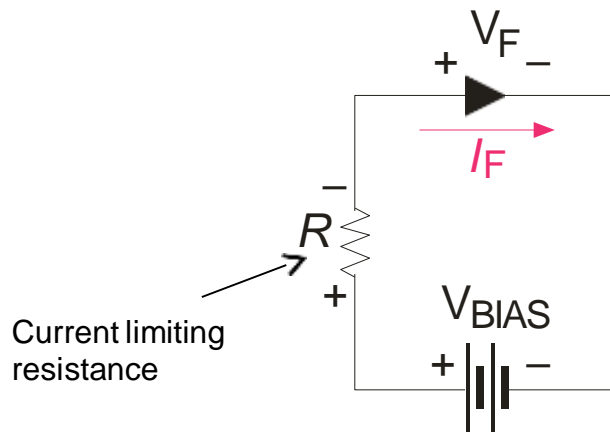 VF
+ −
IF
−
R
+
VBIAS
+ −
Current limiting
resistance